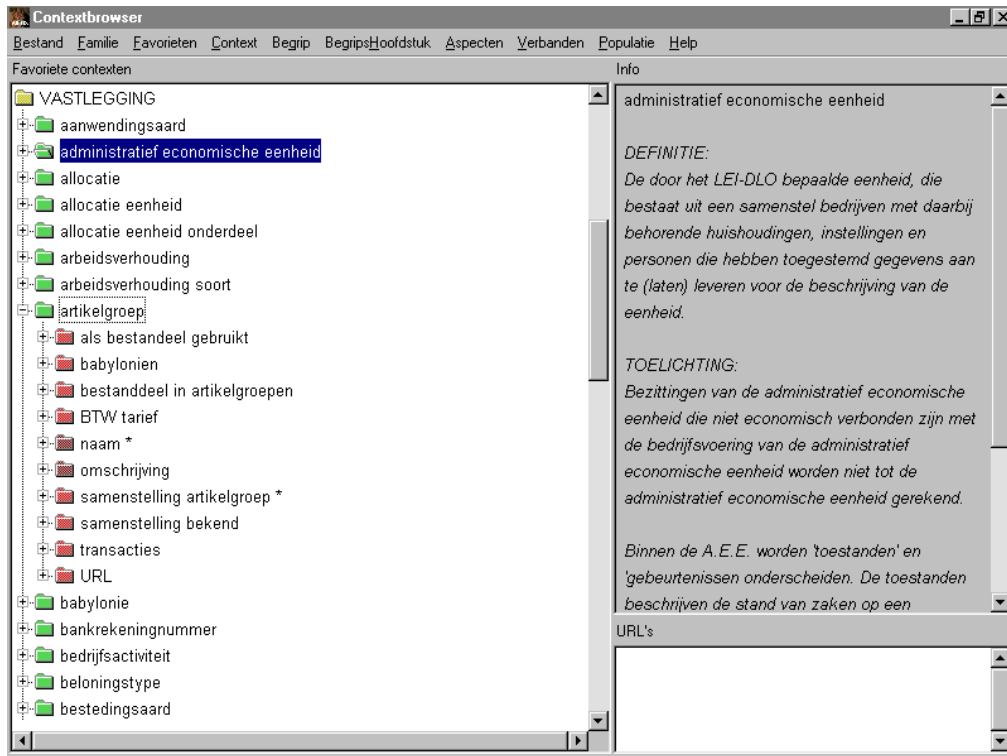 Contextbrowser
Bestand Familie Favorieten Context Begrip BegripsHoofdstuk Aspecten Verbanden Populatie Help
Favoriete contexten
VASTLEGGING
aanwendingsaard
administratief economische eenheid
allocatie
allocatie eenheid
allocatie eenheid onderdeel
arbeidsverhouding
arbeidsverhouding soort
artikelgroep
als bestandeel gebruikt
babylonien
bestanddeel in artikelgroepen
BTW tarief
naam *
omschrijving
samenstelling artikelgroep *
samenstelling bekend
transacties
URL
babylonie
bankrekeningnummer
bedrijfsactiviteit
beloningstype
bestedingsaard
Info
administratief economische eenheid
DEFINITIE:
De door het LEI-DLO bepaalde eenheid, die
bestaat uit een samenstel bedrijven met daarbij
behorende huishoudingen, instellingen en
personen die hebben toegestemd gegevens aan
te (laten) leveren voor de beschrijving van de
eenheid.
TOELICHTING:
Bezittingen van de administratief economische
eenheid die niet economisch verbonden zijn met
de bedrijfsvoering van de administratief
economische eenheid worden niet tot de
administratief economische eenheid gerekend.
Binnen de A.E.E. worden 'toestanden' en
'gebeurtenissen onderscheiden. De toestanden
beschrijven de stand van zaken op een
URL's